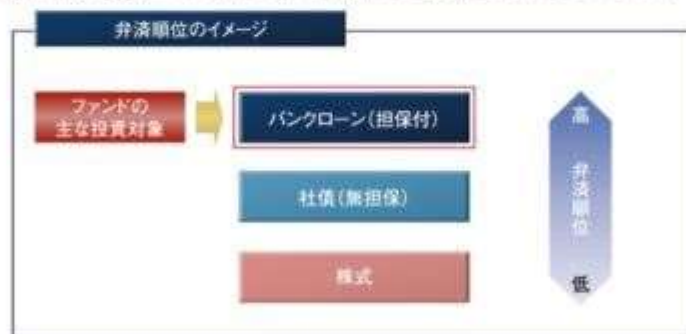 弁済順位のイメージ
ファンドの
主な投資対象
バンクローン(担保付)
社債(無担保)
株式
高
弁済順位
低